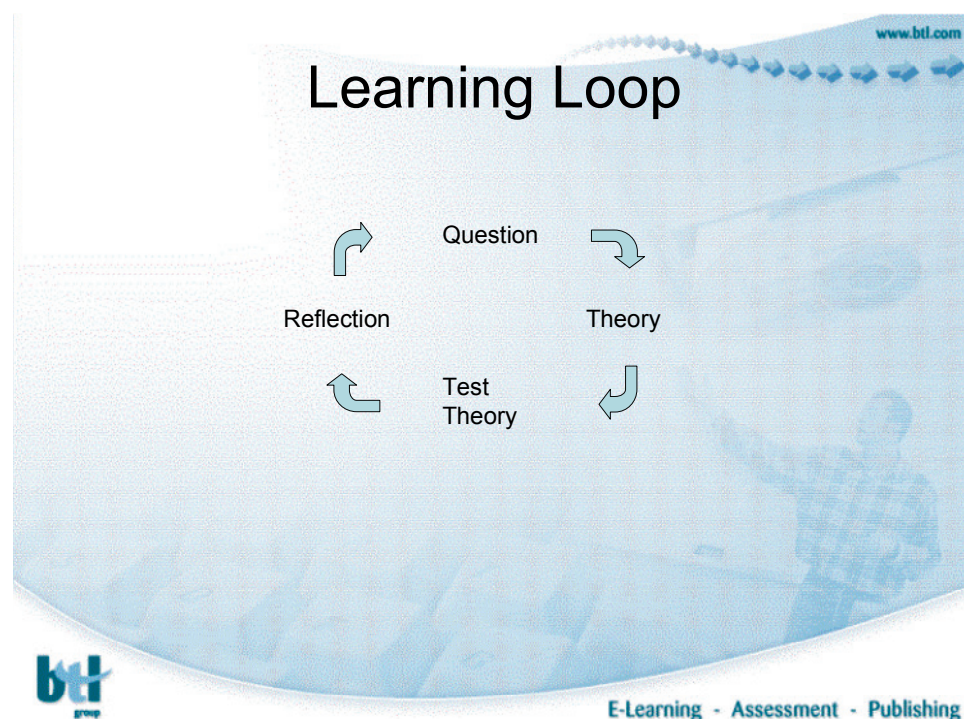 www.btl.com
Learning Loop
Question
Reflection
Theory
Test
Theory
btl
group
E-Learning - Assessment - Publishing